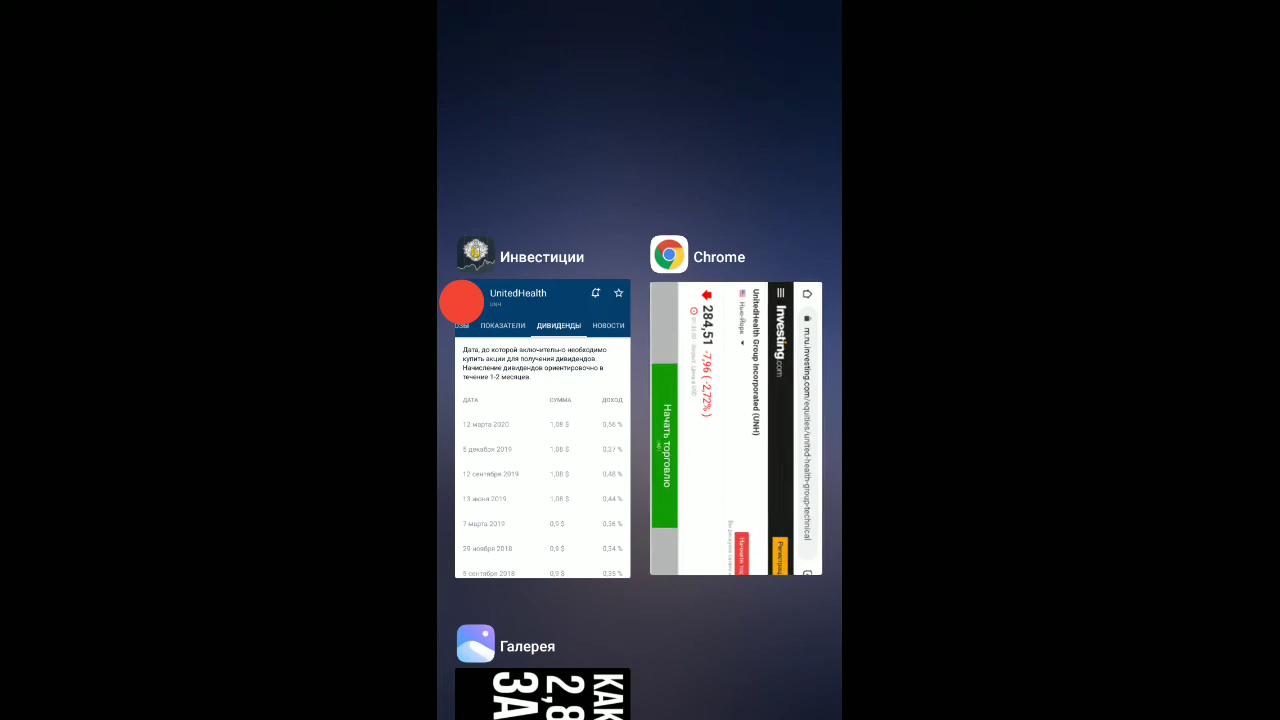 Инвестиции
UnitedHealth
UNH
ОЗЫ ПОКАЗАТЕЛИ ДИВИДЕНДЫ НОВОСТИ
Дата, до которой включительно необходимо
купить акции для получения дивидендов.
Начисление дивидендов ориентировочно в
течение 1-2 месяцев.
ДАТА СУММА ДОХОД
12 марта 2020 1,08 $ 0,56 %
5 декабря 2019 1,08 $ 0,37 %
12 сентября 2019 1,08 $ 0,48 %
13 июня 2019 1,08 $ 0,44 %
7 марта 2019 0,9 $ 0,36 %
29 ноября 2018 0,9 $ 0,34 %
6 сентября 2018 0,9 $ 0,35 %
Chrome
m.ru.investing.com/equities/united-health-group-technical
Investing.com
Регистрац
UnitedHealth Group Incorporated (UNH)
Нью-Йорк
284,51 -7,96 ( -2,72% )
Начать торговлю
Галерея
КАК
2,8
ЗА